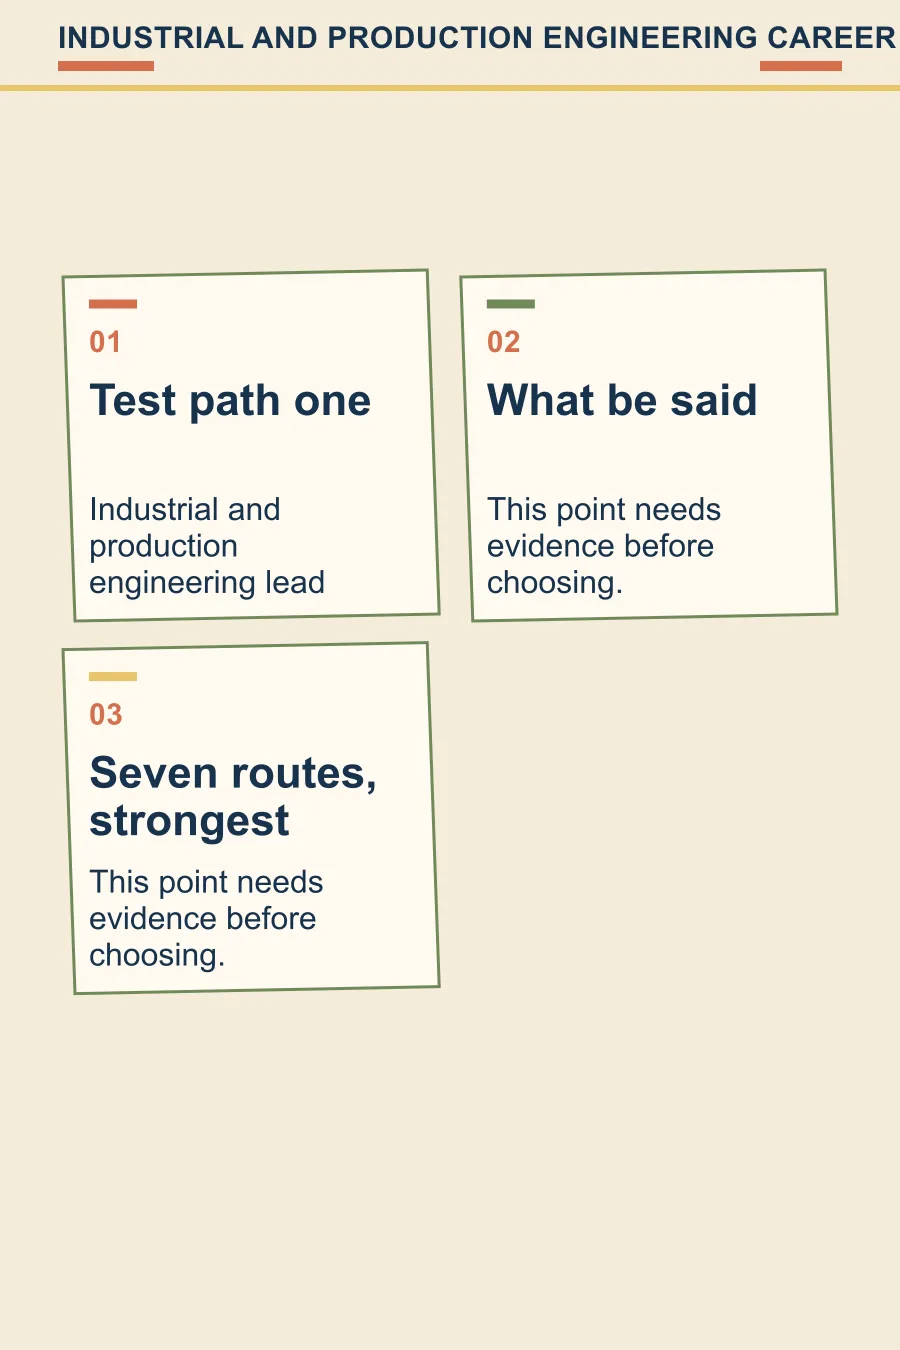 INDUSTRIAL AND PRODUCTION ENGINEERING CAREER
01
Test path one
Industrial and
production
engineering lead
02
What be said
This point needs
evidence before
choosing.
03
Seven routes,
strongest
This point needs
evidence before
choosing.